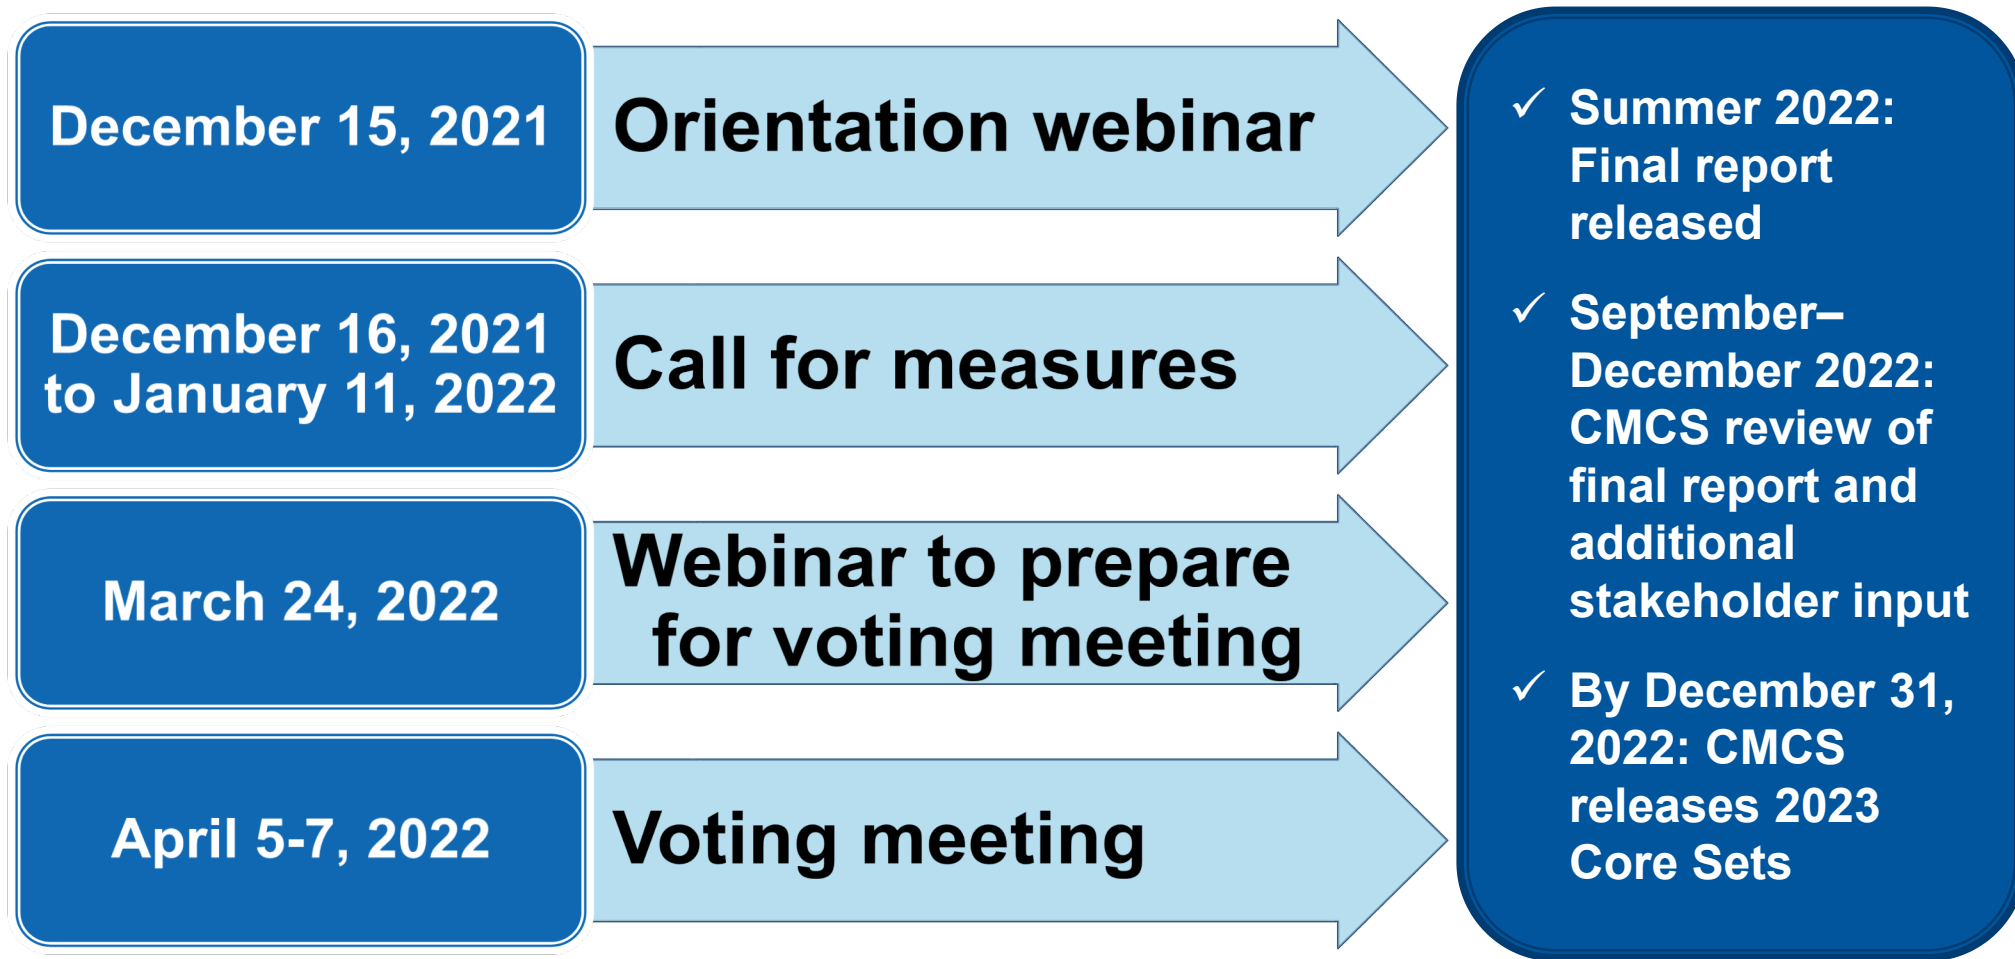 December 15, 2021
Orientation webinar
December 16, 2021
to January 11, 2022
Call for measures
March 24, 2022
Webinar to prepare
for voting meeting
April 5-7, 2022
Voting meeting
✓ Summer 2022:
Final report
released
✓ September–
December 2022:
CMCS review of
final report and
additional
stakeholder input
✓ By December 31,
2022: CMCS
releases 2023
Core Sets